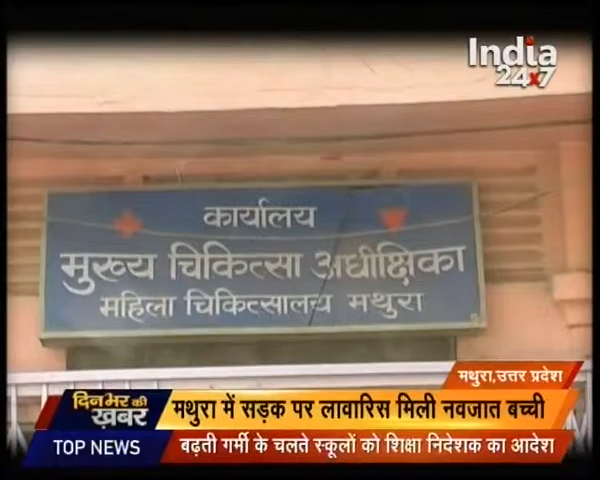 India
24x7
कार्यालय
मुख्य चिकित्सा अधीक्षिका
महिला चिकित्सालय मथुरा
मथुरा,उत्तर प्रदेश
दिनभर की
ख़बर
मथुरा में सड़क पर लावारिस मिली नवजात बच्ची
TOP NEWS
बढ़ती गर्मी के चलते स्कूलों को शिक्षा निदेशक का आदेश